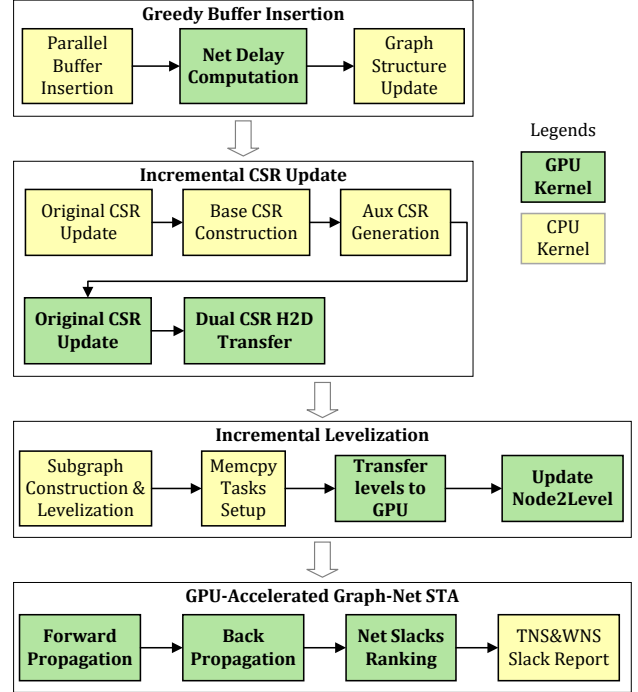 Greedy Buffer Insertion
Parallel
Buffer
Insertion
Net Delay
Computation
Graph
Structure
Update
Legends
GPU
Kernel
CPU
Kernel
Incremental CSR Update
Original CSR
Update
Base CSR
Construction
Aux CSR
Generation
Original CSR
Update
Dual CSR H2D
Transfer
Incremental Levelization
Subgraph
Construction &
Levelization
Memcpy
Tasks
Setup
Transfer
levels to
GPU
Update
Node2Level
GPU-Accelerated Graph-Net STA
Forward
Propagation
Back
Propagation
Net Slacks
Ranking
TNS&WNS
Slack Report